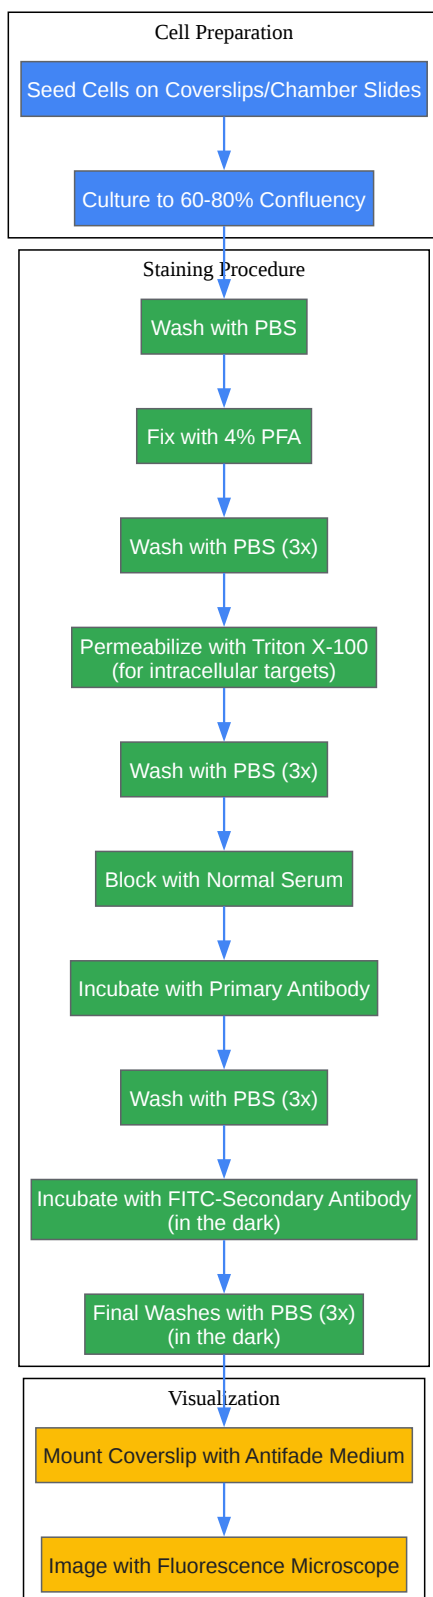 Cell Preparation
Seed Cells on Coverslips/Chamber Slides
Culture to 60-80% Confluency
Staining Procedure
Wash with PBS
Fix with 4% PFA
Wash with PBS (3x)
Permeabilize with Triton X-100
(for intracellular targets)
Wash with PBS (3x)
Block with Normal Serum
Incubate with Primary Antibody
Wash with PBS (3x)
Incubate with FITC-Secondary Antibody
(in the dark)
Final Washes with PBS (3x)
(in the dark)
Visualization
Mount Coverslip with Antifade Medium
Image with Fluorescence Microscope